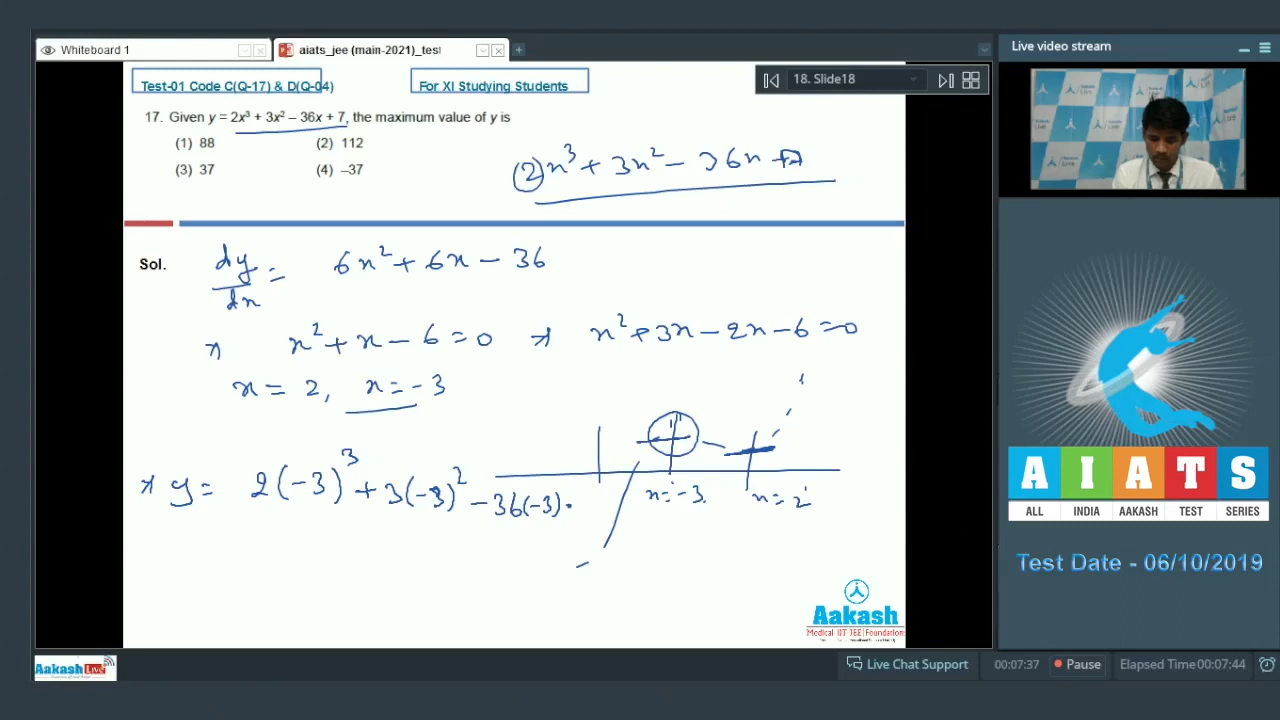 Whiteboard 1
aiats_jee (main-2021)_test
Live video stream
Test-01 Code C(Q-17) & D(Q-04)
For XI Studying Students
18. Slide18
17. Given y = 2x³ + 3x² – 36x + 7, the maximum value of y is
(1) 88
(2) 112
(3) 37
(4) –37
2x³ + 3x² – 36x + 7
Sol.
dy/dx = 6x² + 6x – 36
⇒ x² + x – 6 = 0 ⇒ x² + 3x – 2x – 6 = 0
x = 2, x = –3
⇒ y = 2(–3)³ + 3(–3)² – 36(–3)
x = –3
x = 2
A I A T S
ALL INDIA AAKASH TEST SERIES
Test Date - 06/10/2019
Aakash
Medical|IIT-JEE|Foundations
Aakash Live
Live Chat Support
00:07:37
Pause
Elapsed Time 00:07:44